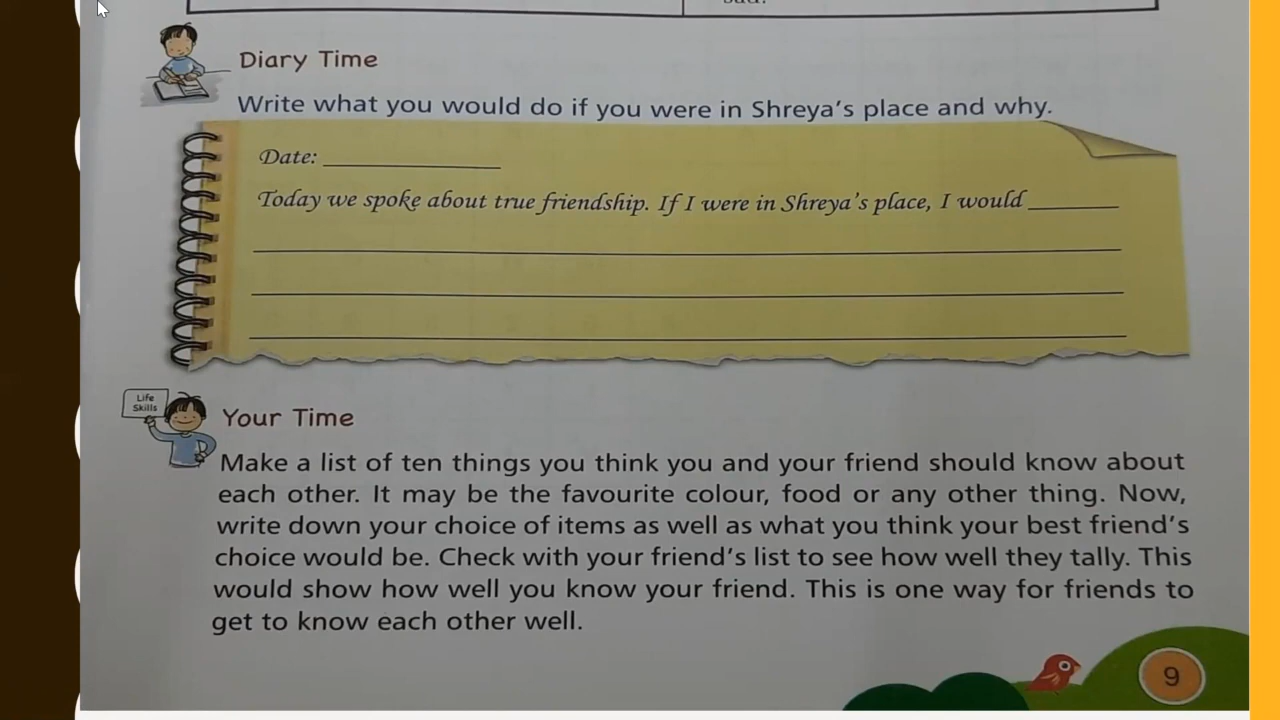 sad.
Diary Time
Write what you would do if you were in Shreya's place and why.
Date: ____________
Today we spoke about true friendship. If I were in Shreya's place, I would ________
Life
Skills
Your Time
Make a list of ten things you think you and your friend should know about
each other. It may be the favourite colour, food or any other thing. Now,
write down your choice of items as well as what you think your best friend's
choice would be. Check with your friend's list to see how well they tally. This
would show how well you know your friend. This is one way for friends to
get to know each other well.
9